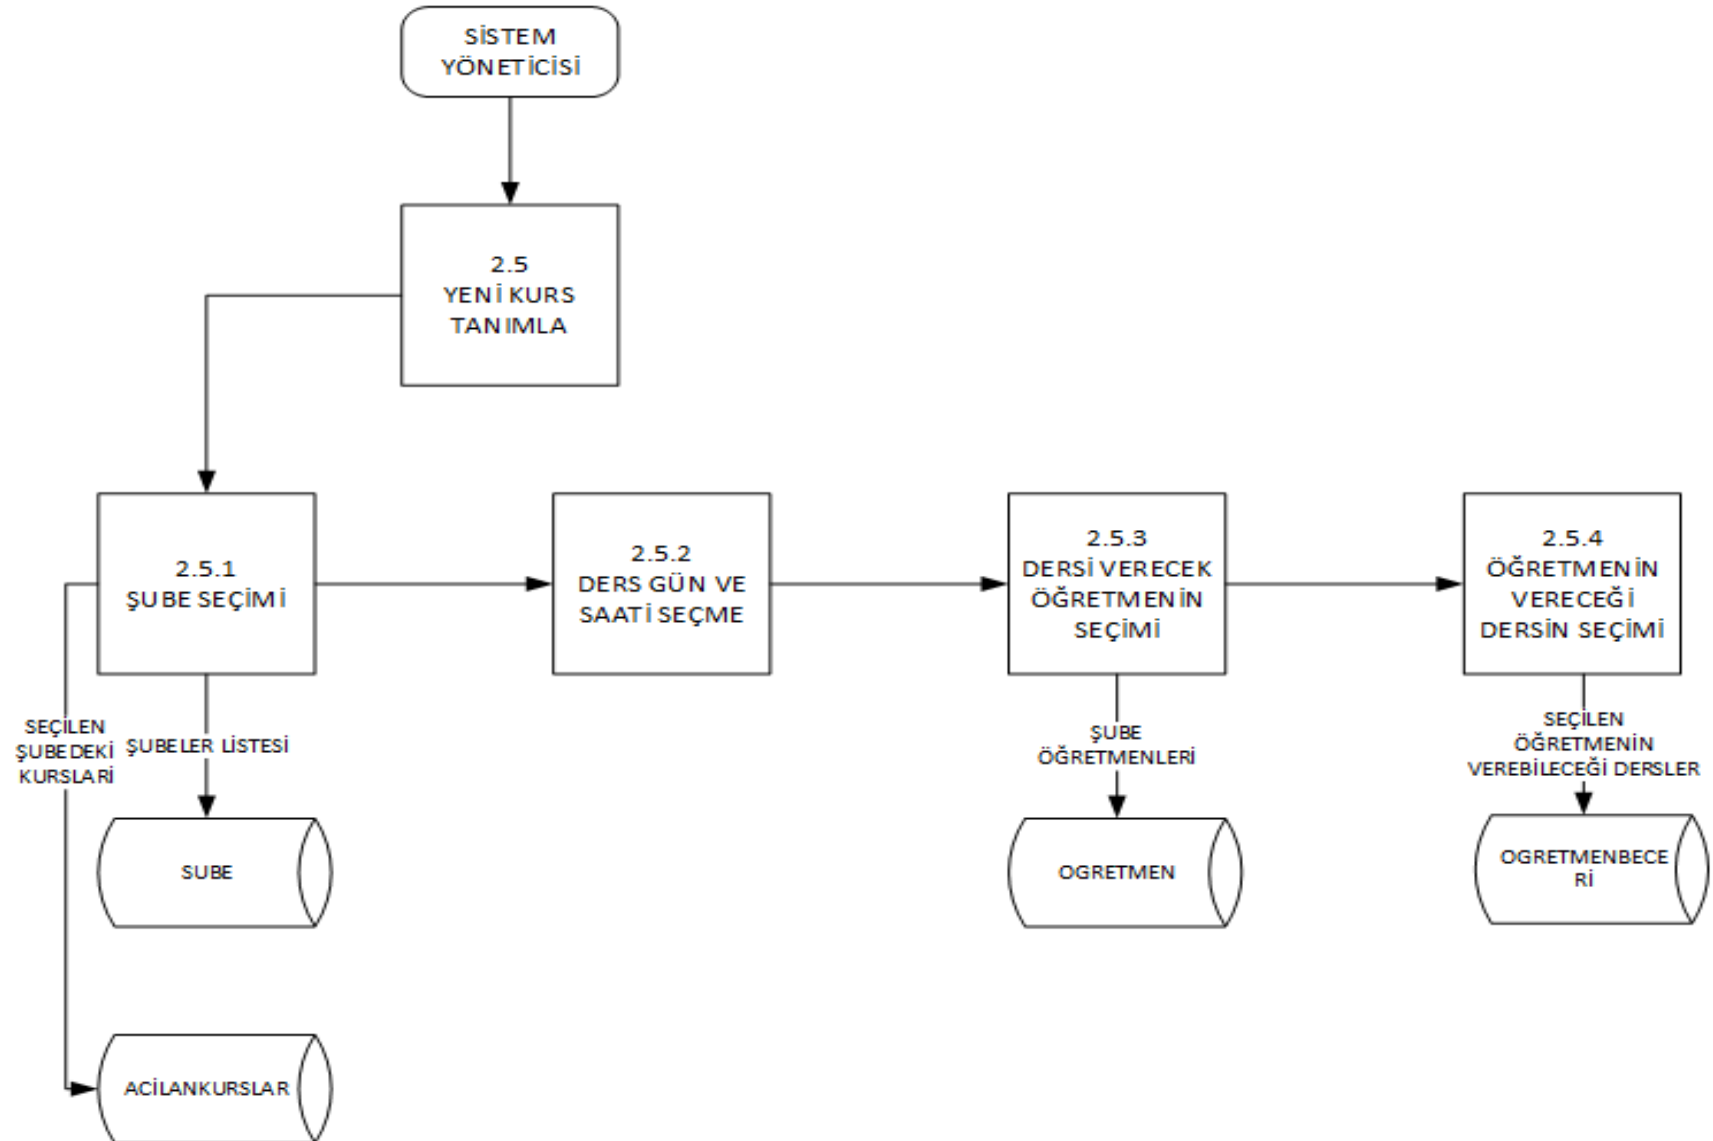 SİSTEM
YÖNETİCİSİ
2.5
YENİ KURS
TANIMLA
2.5.1
ŞUBE SEÇİMİ
2.5.2
DERS GÜN VE
SAATİ SEÇME
2.5.3
DERSİ VERECEK
ÖĞRETMENİN
SEÇİMİ
2.5.4
ÖĞRETMENİN
VERECEĞİ
DERSİN SEÇİMİ
SEÇİLEN
ŞUBEDEKİ
KURSLARİ
ŞUBELER LİSTESİ
ŞUBE
ÖĞRETMENLERİ
SEÇİLEN
ÖĞRETMENİN
VEREBİLECEĞİ DERSLER
SUBE
OGRETMEN
OGRETMENBECE
Rİ
ACİLANKURSLAR